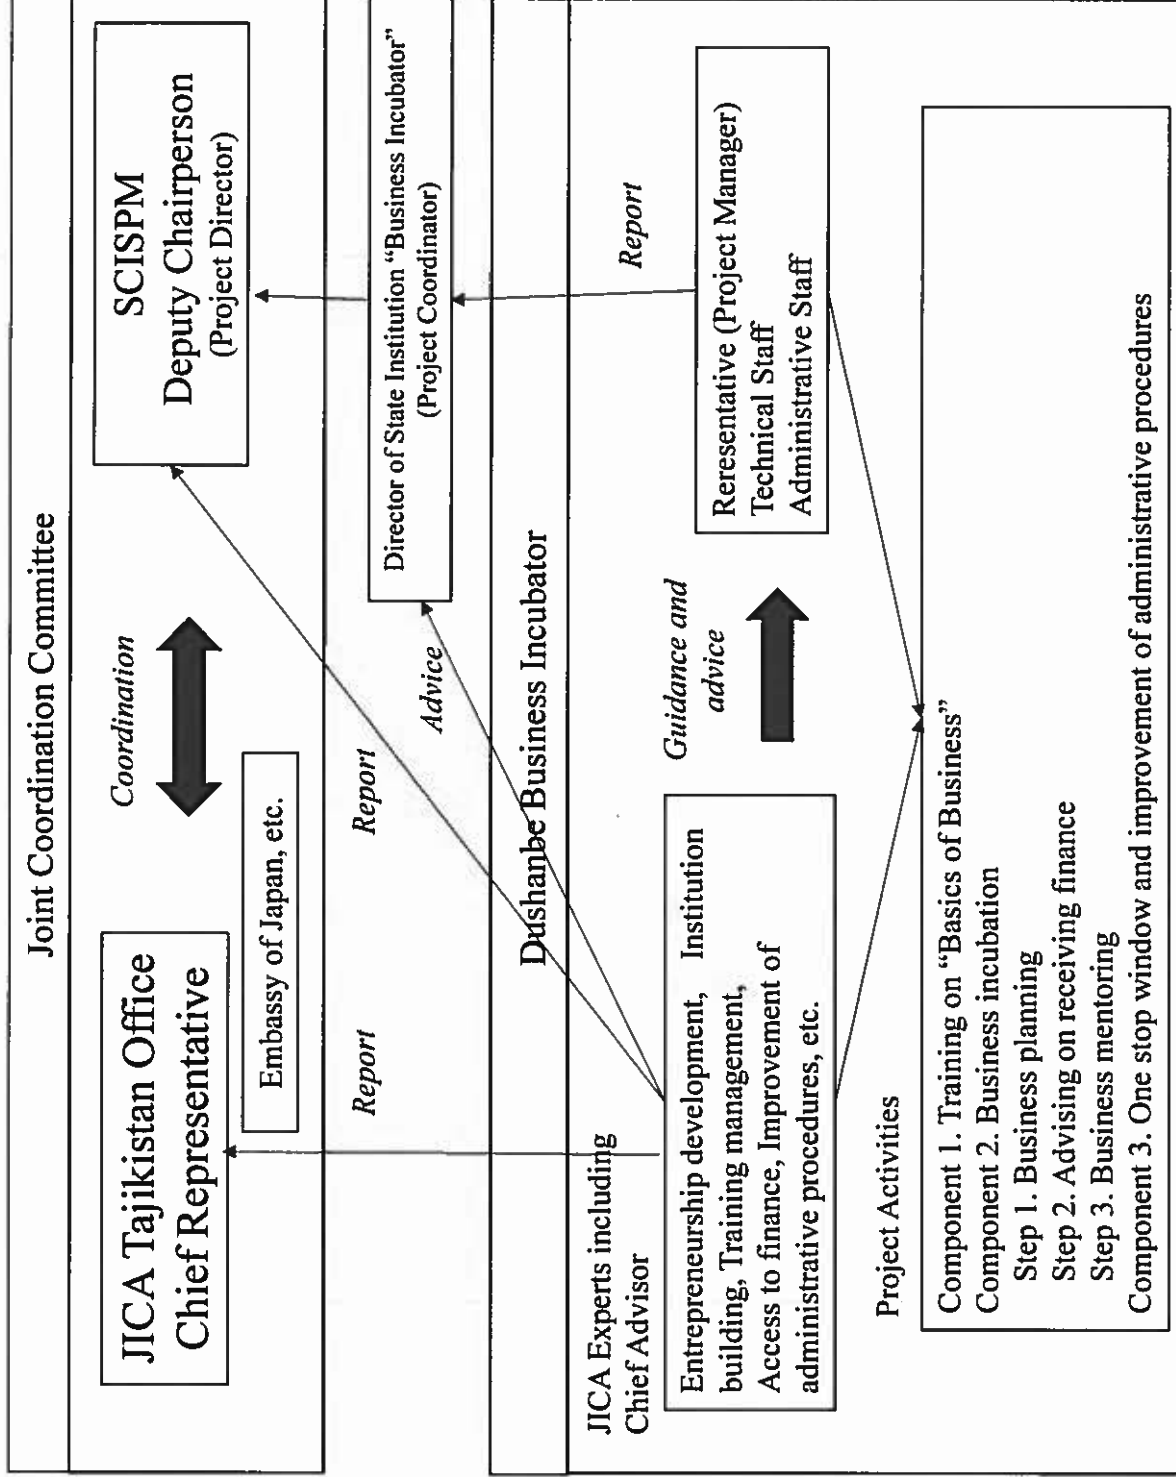 Joint Coordination Committee
JICA Tajikistan Office
Chief Representative
Coordination
SCISPM
Deputy Chairperson
(Project Director)
Embassy of Japan, etc.
Report
Report
Advice
Director of State Institution “Business Incubator”
(Project Coordinator)
Dushanbe Business Incubator
JICA Experts including
Chief Advisor
Entrepreneurship development, Institution
building, Training management,
Access to finance, Improvement of
administrative procedures, etc.
Guidance and
advice
Report
Reresentative (Project Manager)
Technical Staff
Administrative Staff
Project Activities
Component 1. Training on “Basics of Business”
Component 2. Business incubation
Step 1. Business planning
Step 2. Advising on receiving finance
Step 3. Business mentoring
Component 3. One stop window and improvement of administrative procedures